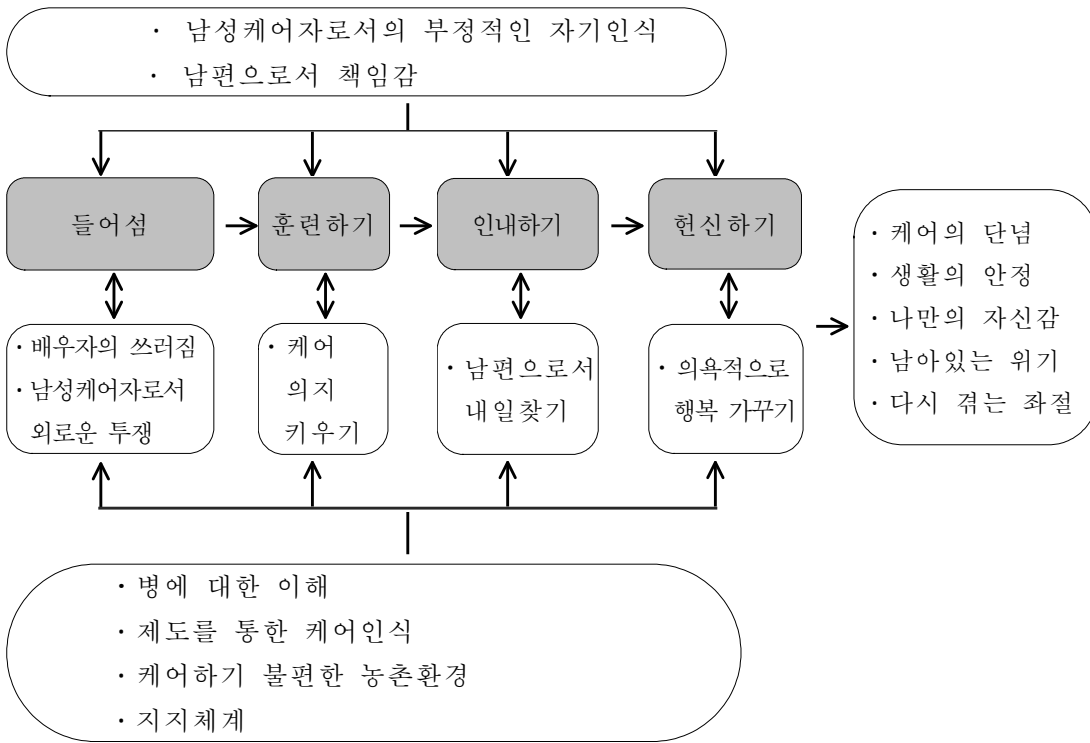 · 남성케어자로서의 부정적인 자기인식
· 남편으로서 책임감
들어섬
훈련하기
인내하기
헌신하기
· 배우자의 쓰러짐
· 남성케어자로서
외로운 투쟁
· 케어
의지
키우기
· 남편으로서
내일찾기
· 의욕적으로
행복 가꾸기
· 케어의 단념
· 생활의 안정
· 나만의 자신감
· 남아있는 위기
· 다시 겪는 좌절
· 병에 대한 이해
· 제도를 통한 케어인식
· 케어하기 불편한 농촌환경
· 지지체계